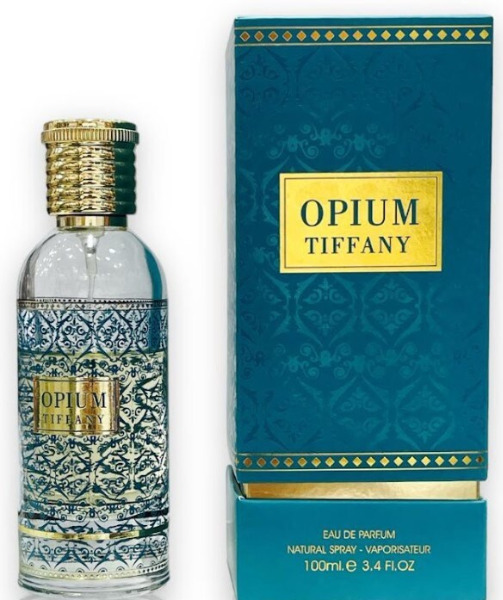 OPIUM
TIFFANY
OPIUM
TIFFANY
EAU DE PARFUM
NATURAL SPRAY - VAPORISATEUR
100ml.e 3.4 Fl.OZ